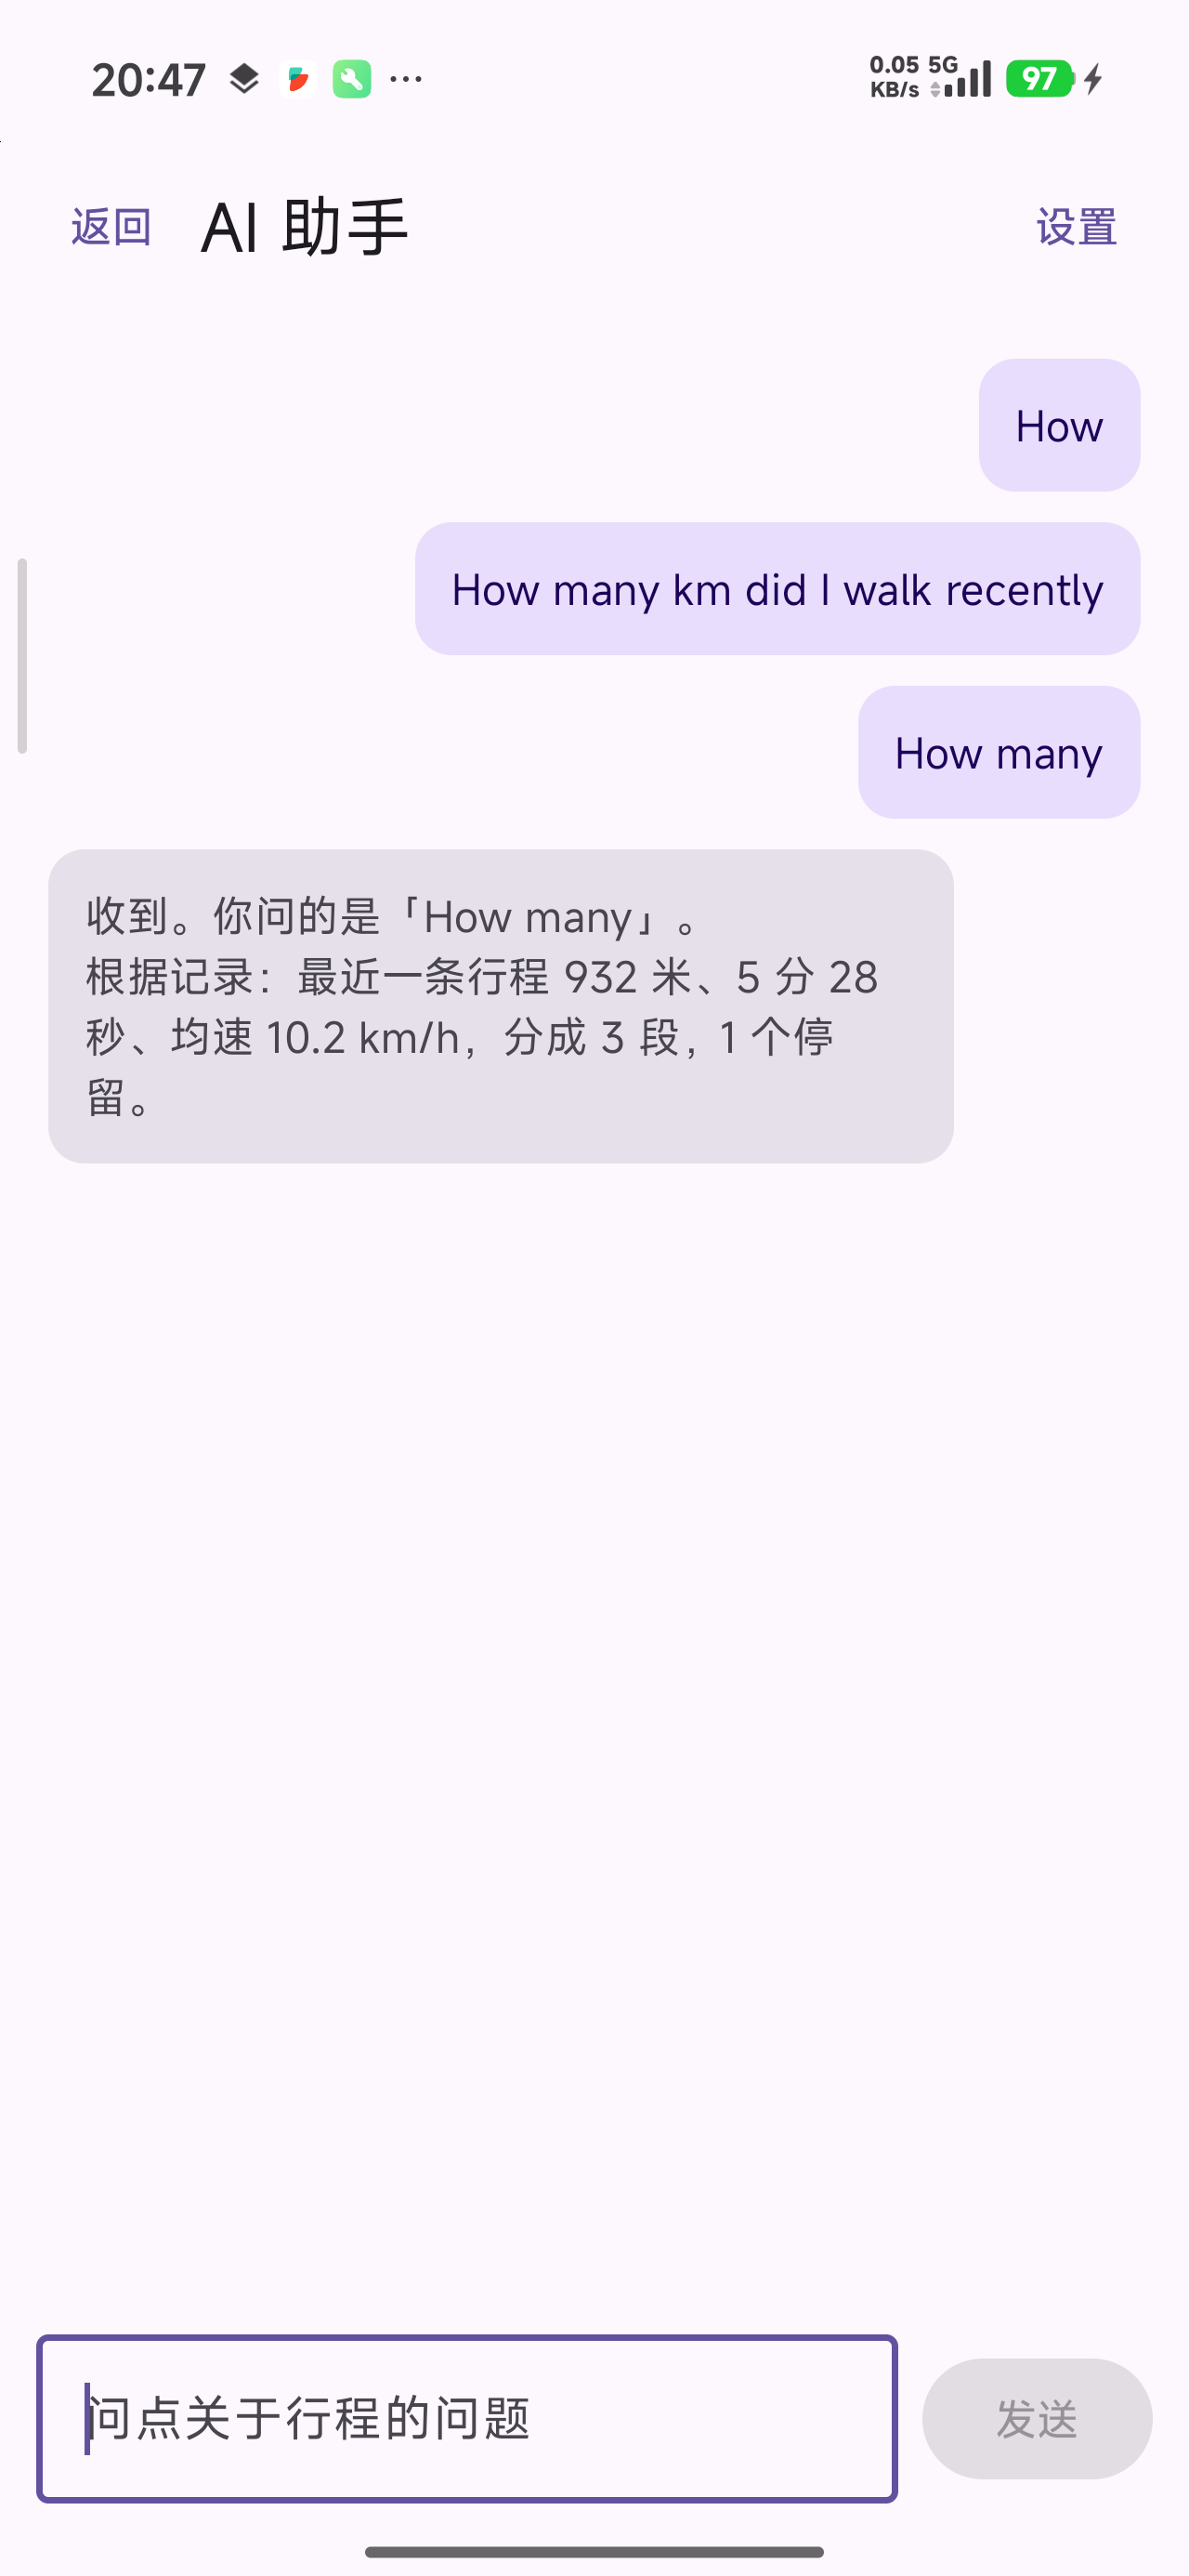 20:47
0.05 KB/s 5G 97
返回 AI 助手 设置
How
How many km did I walk recently
How many
收到。你问的是「How many」。
根据记录：最近一条行程 932 米、5 分 28
秒、均速 10.2 km/h，分成 3 段，1 个停
留。
问点关于行程的问题
发送